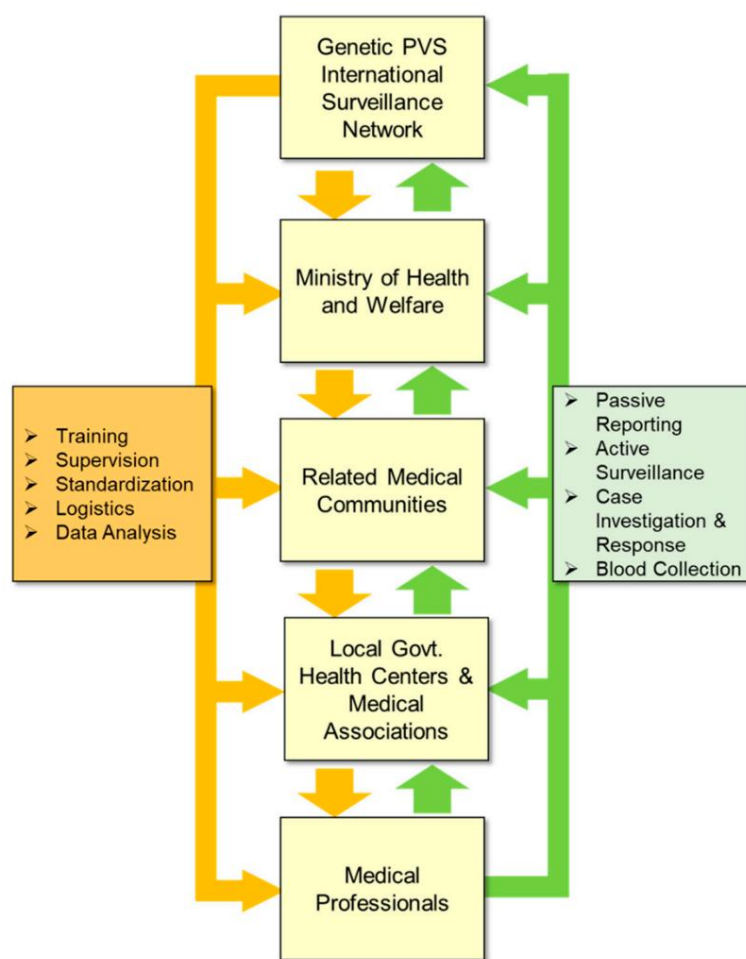 Genetic PVS
International
Surveillance
Network
Ministry of Health
and Welfare
➢ Training
➢ Supervision
➢ Standardization
➢ Logistics
➢ Data Analysis
Related Medical
Communities
➢ Passive
Reporting
➢ Active
Surveillance
➢ Case
Investigation &
Response
➢ Blood Collection
Local Govt.
Health Centers &
Medical
Associations
Medical
Professionals